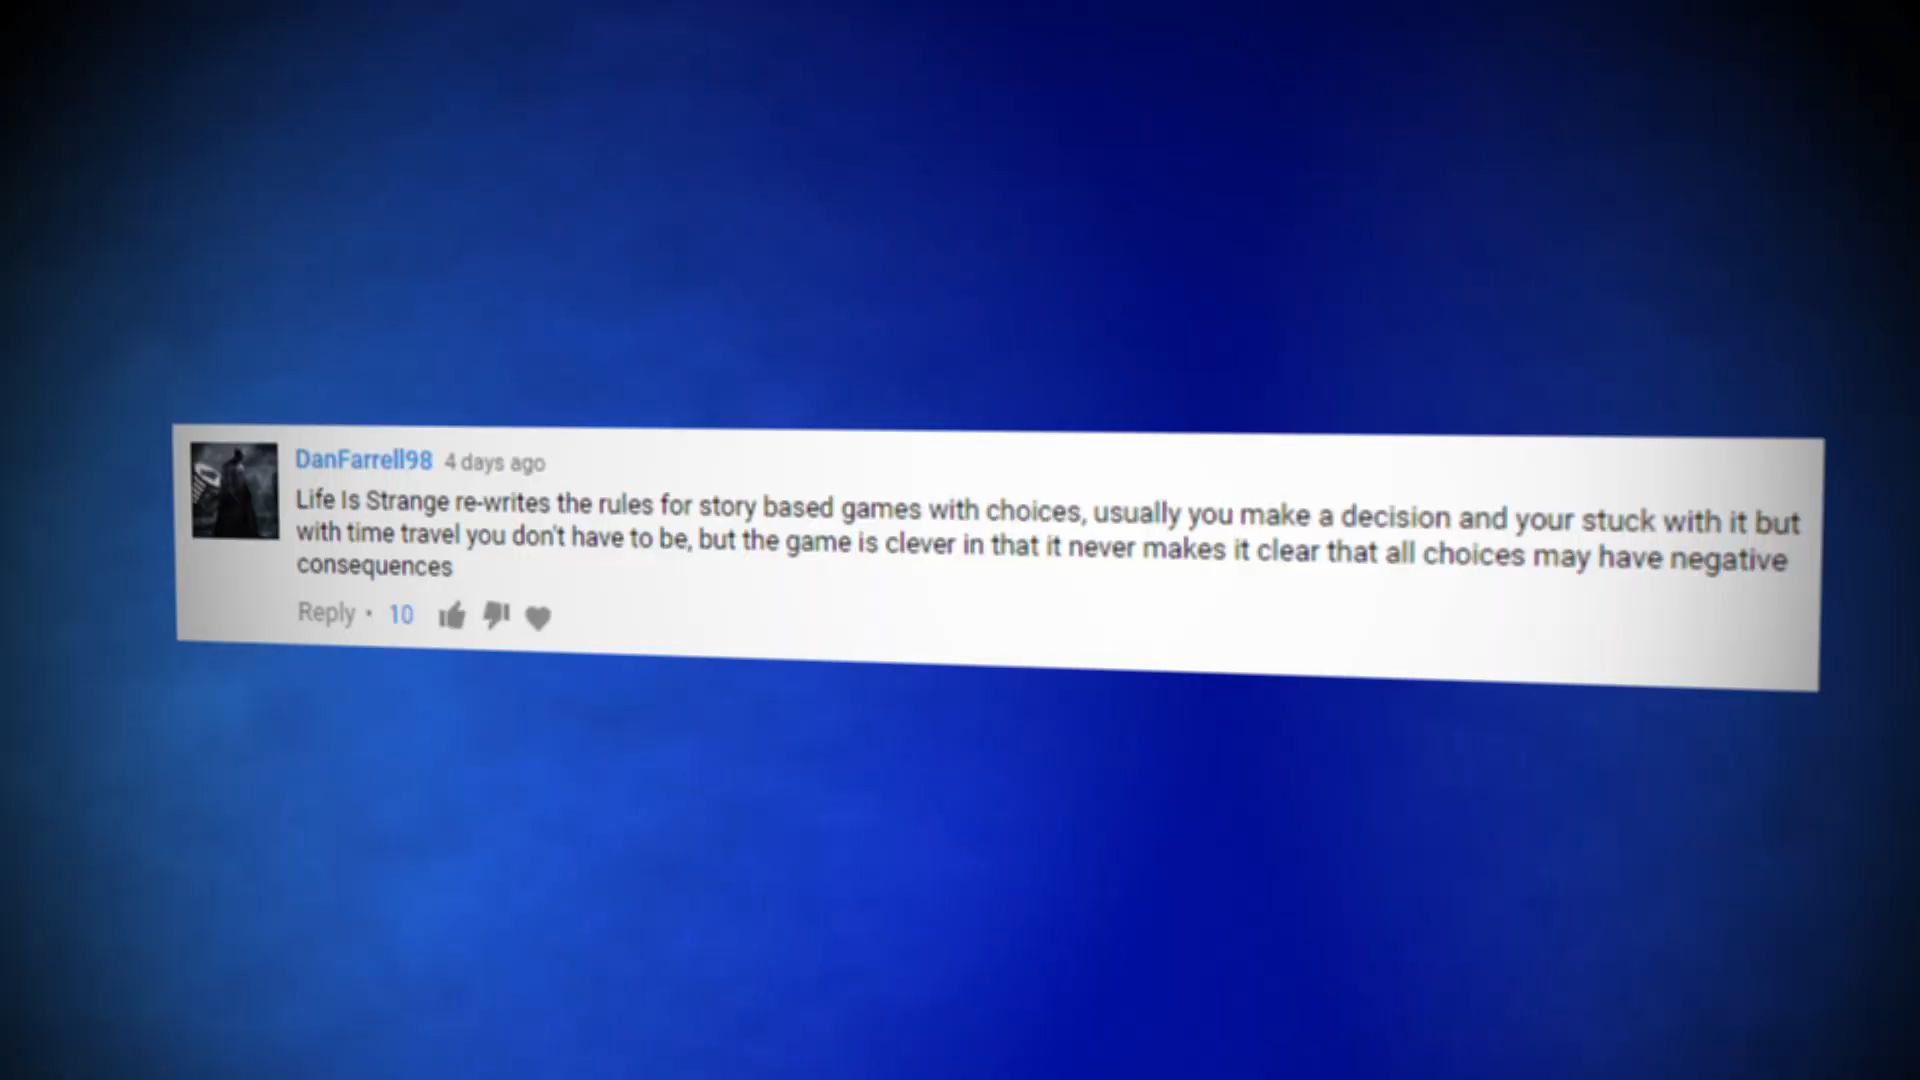 DanFarrell98 4 days ago
Life Is Strange re-writes the rules for story based games with choices, usually you make a decision and your stuck with it but
with time travel you don't have to be, but the game is clever in that it never makes it clear that all choices may have negative
consequences
Reply • 10